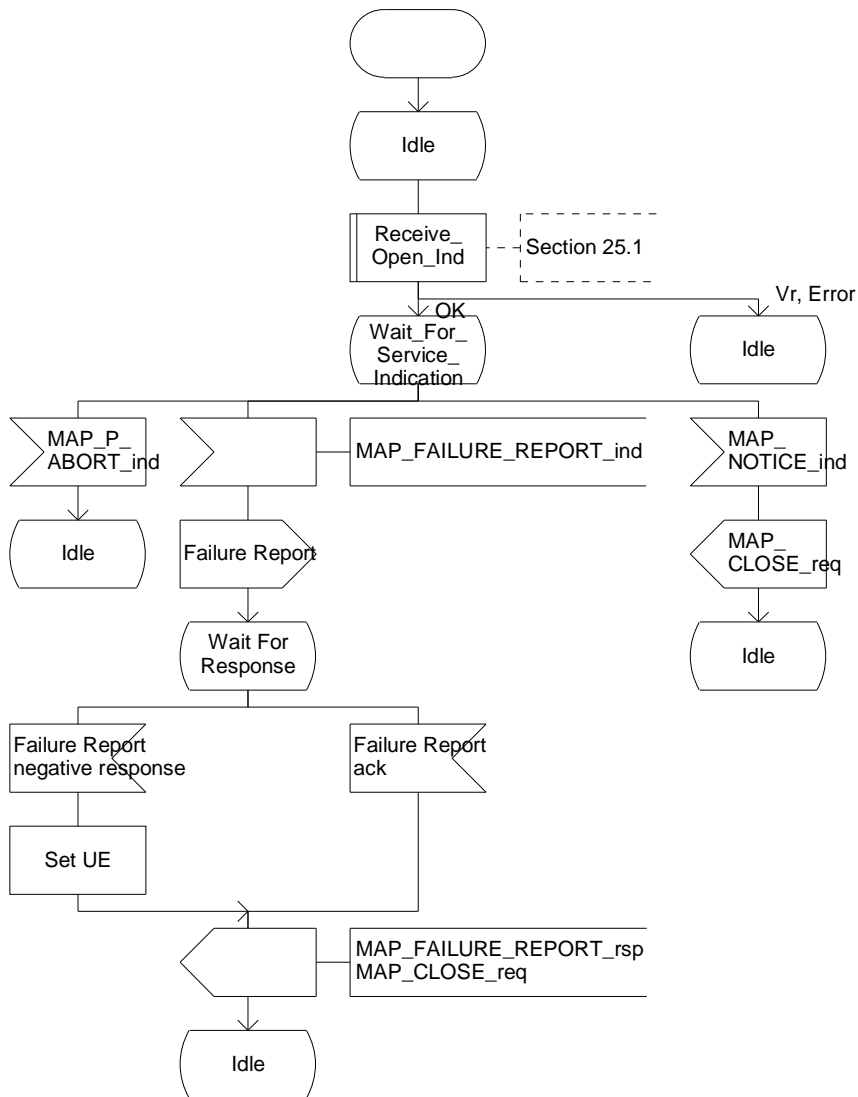 Idle
Receive_
Open_Ind
Section 25.1
Vr, Error
OK
Wait_For_
Service_
Indication
Idle
MAP_P_
ABORT_ind
MAP_FAILURE_REPORT_ind
MAP_
NOTICE_ind
Idle
Failure Report
MAP_
CLOSE_req
Wait For
Response
Idle
Failure Report
negative response
Failure Report
ack
Set UE
MAP_FAILURE_REPORT_rsp
MAP_CLOSE_req
Idle